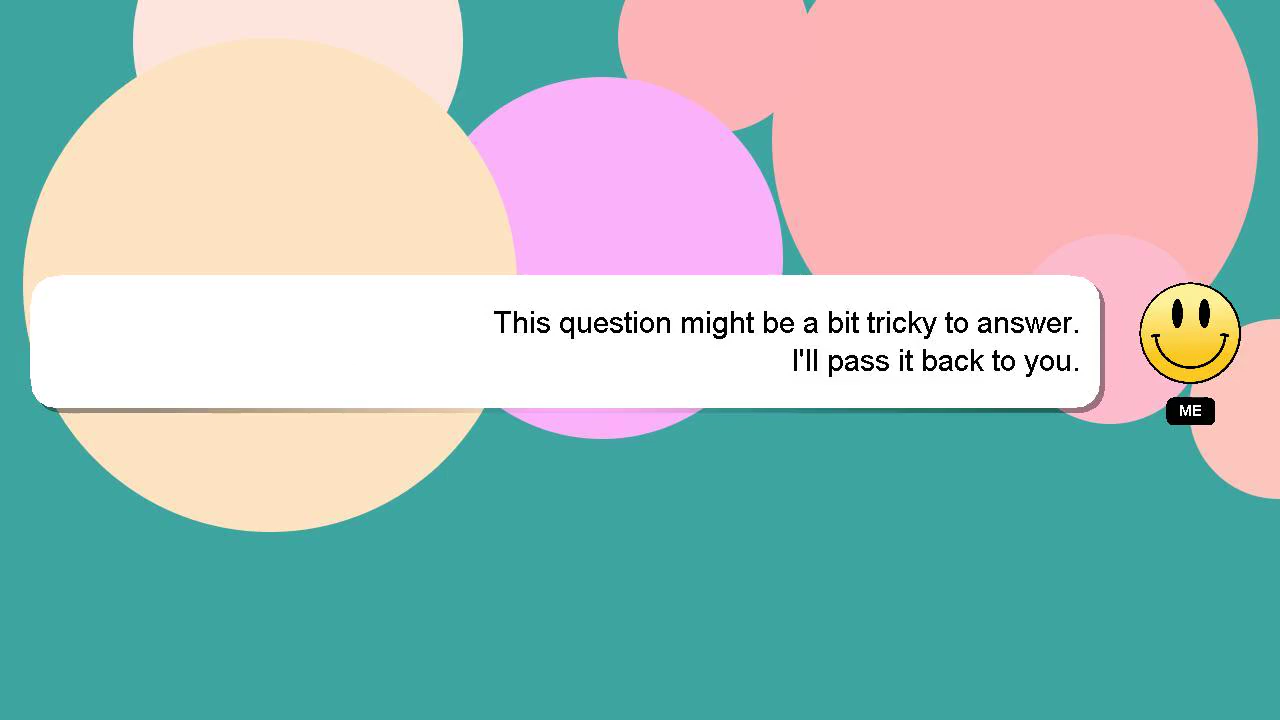 This question might be a bit tricky to answer.
I'll pass it back to you.
ME